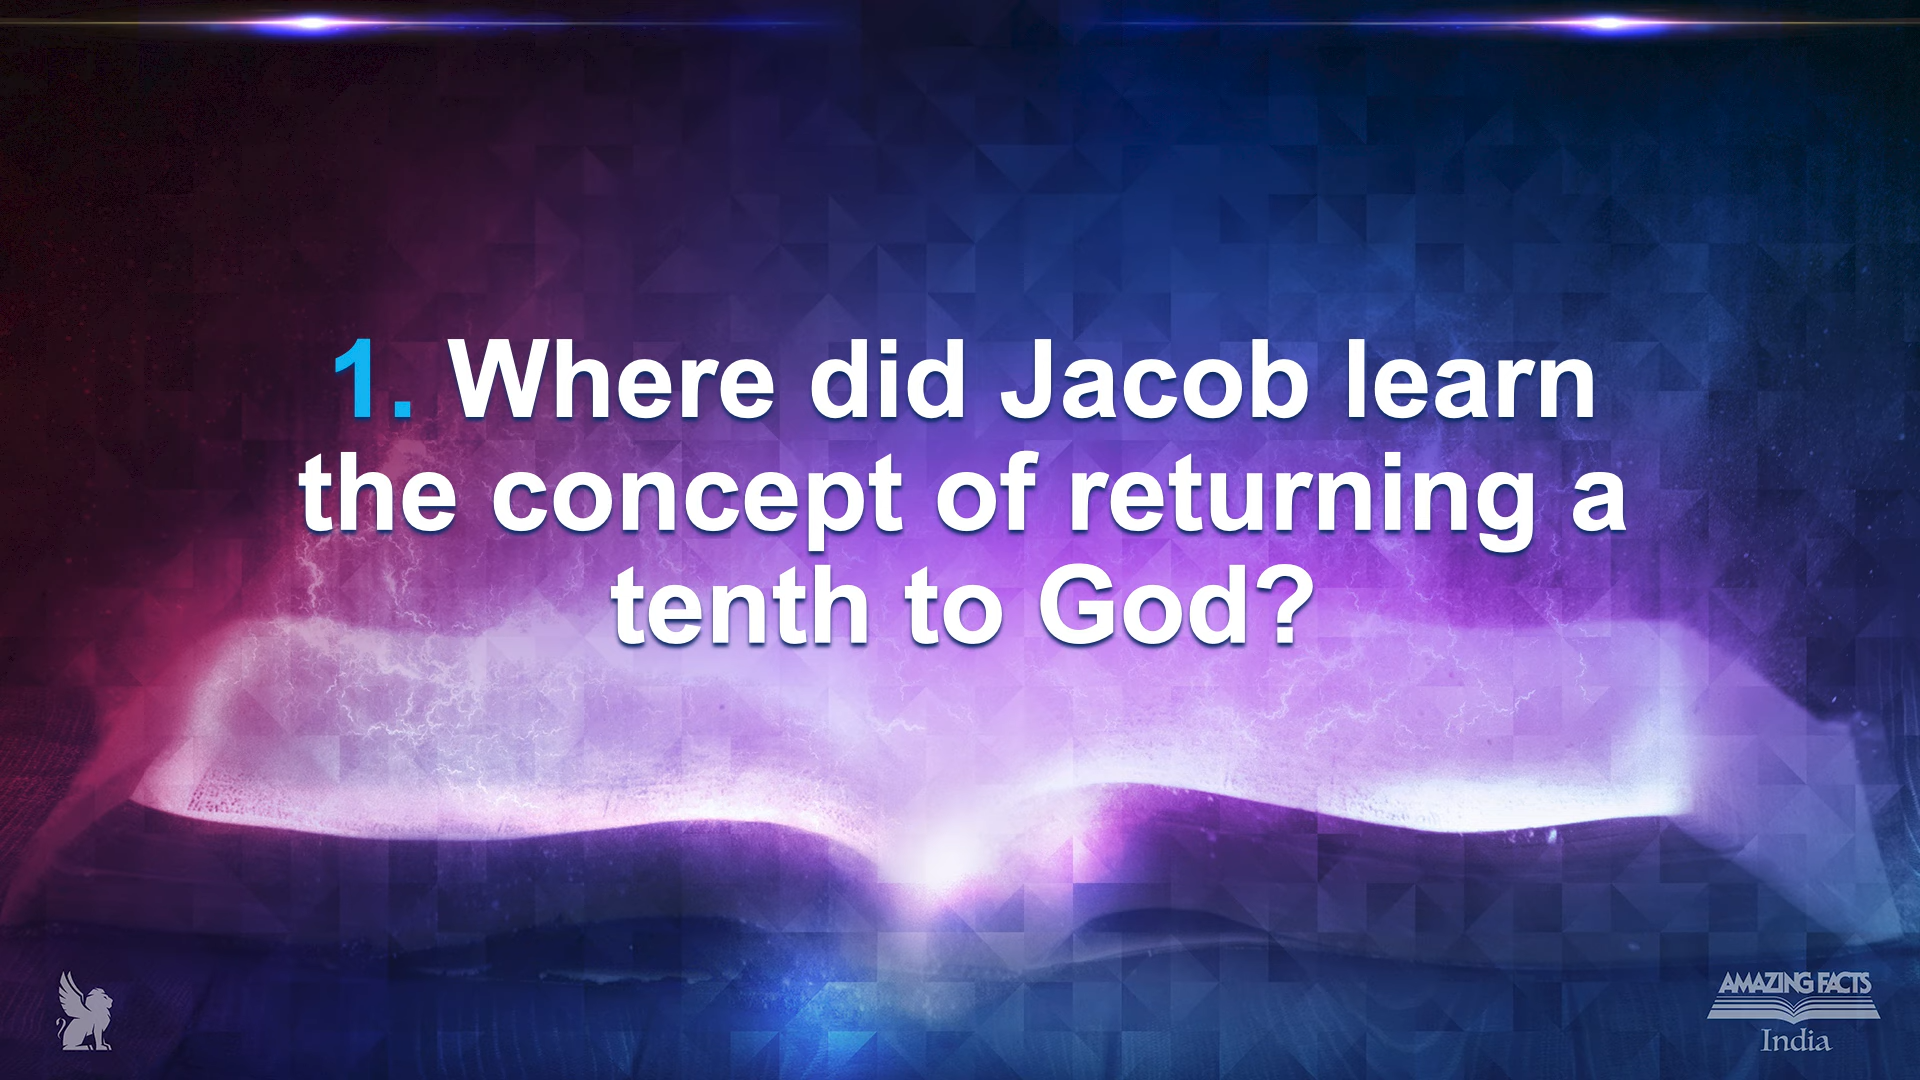 1. Where did Jacob learn
the concept of returning a
tenth to God?
AMAZING FACTS
India